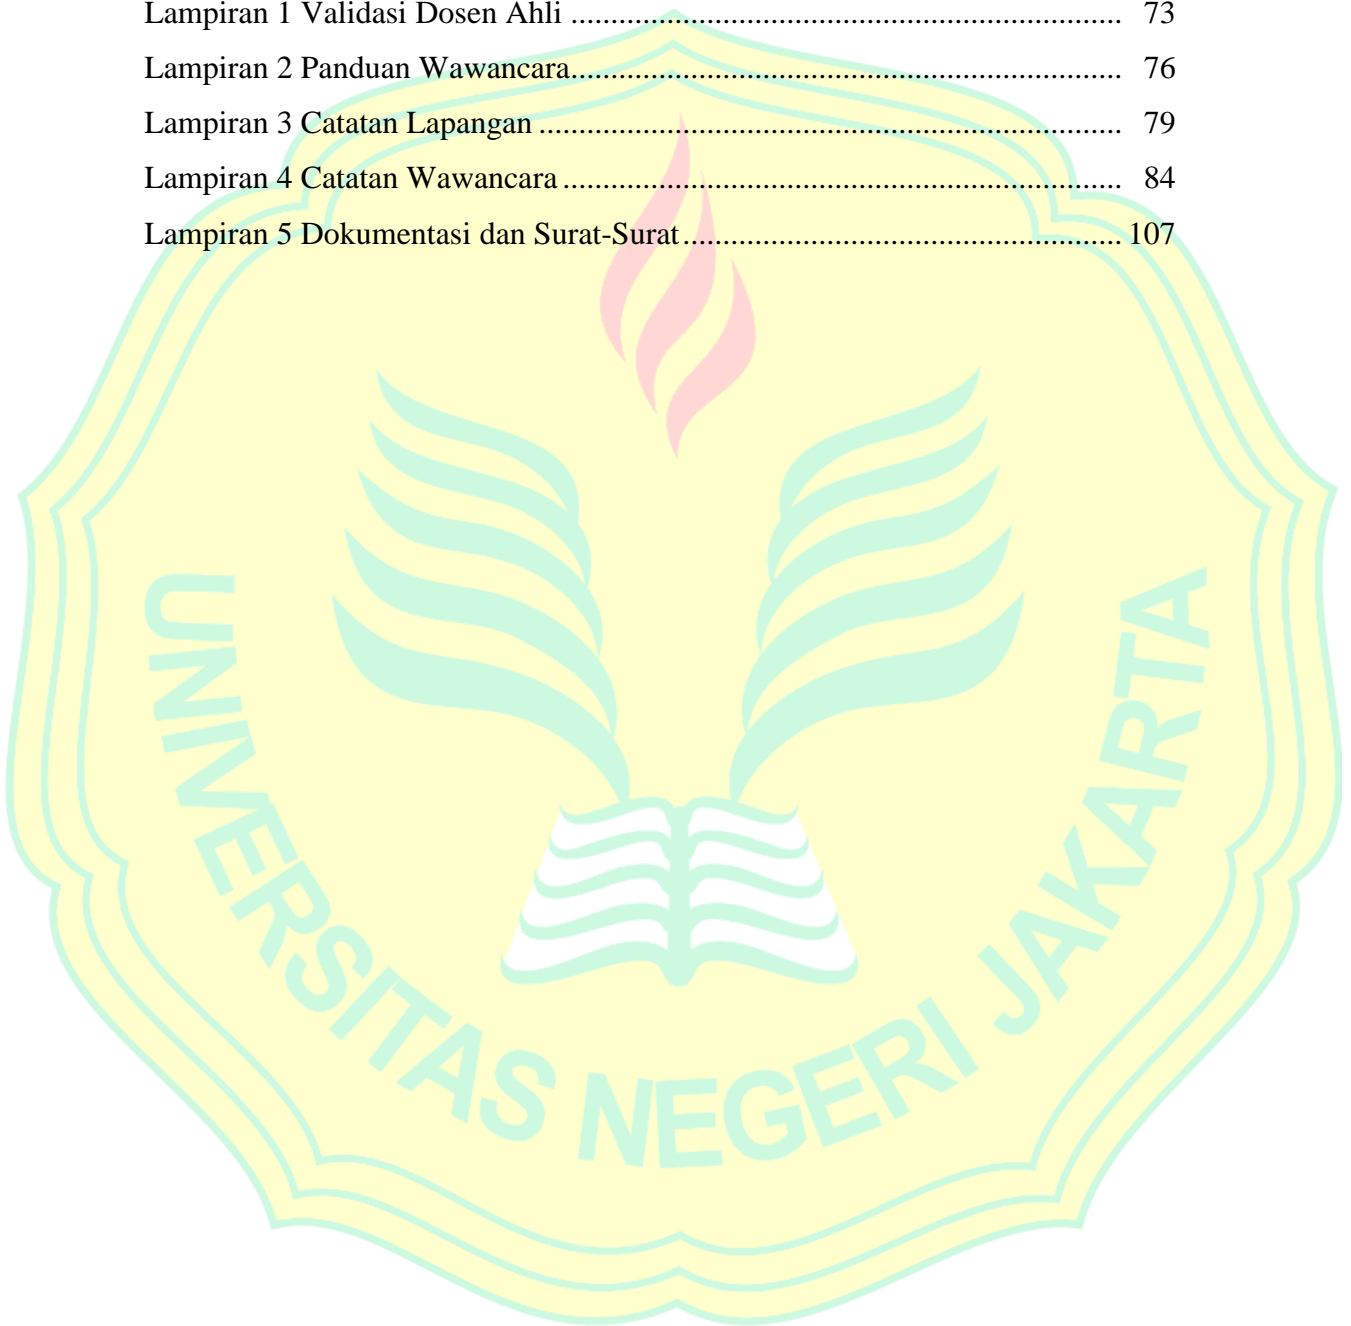 Lampiran 1 Validasi Dosen Ahli .................................................................... 73
Lampiran 2 Panduan Wawancara.................................................................... 76
Lampiran 3 Catatan Lapangan ........................................................................ 79
Lampiran 4 Catatan Wawancara ..................................................................... 84
Lampiran 5 Dokumentasi dan Surat-Surat...................................................... 107
UNIVERSITAS NEGERI JAKARTA